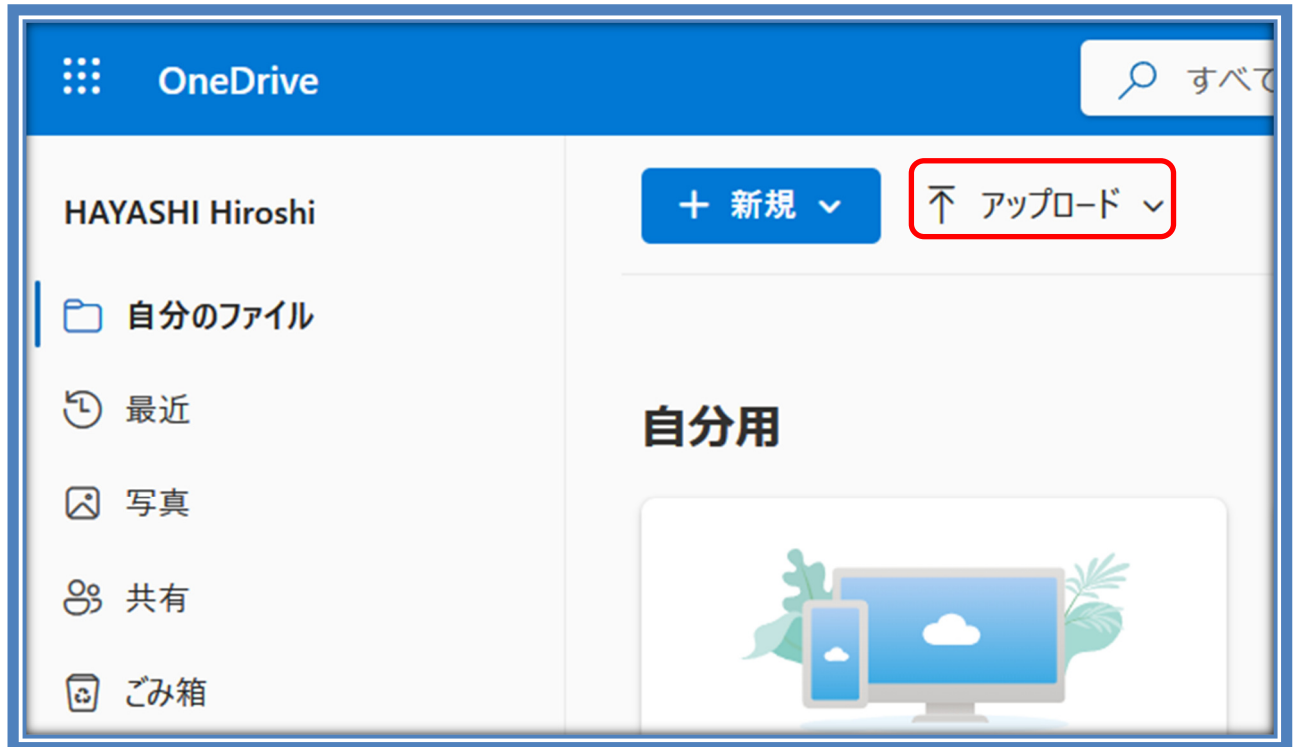 OneDrive
すべて
HAYASHI Hiroshi
新規
アップロード
自分のファイル
最近
写真
共有
ごみ箱
自分用